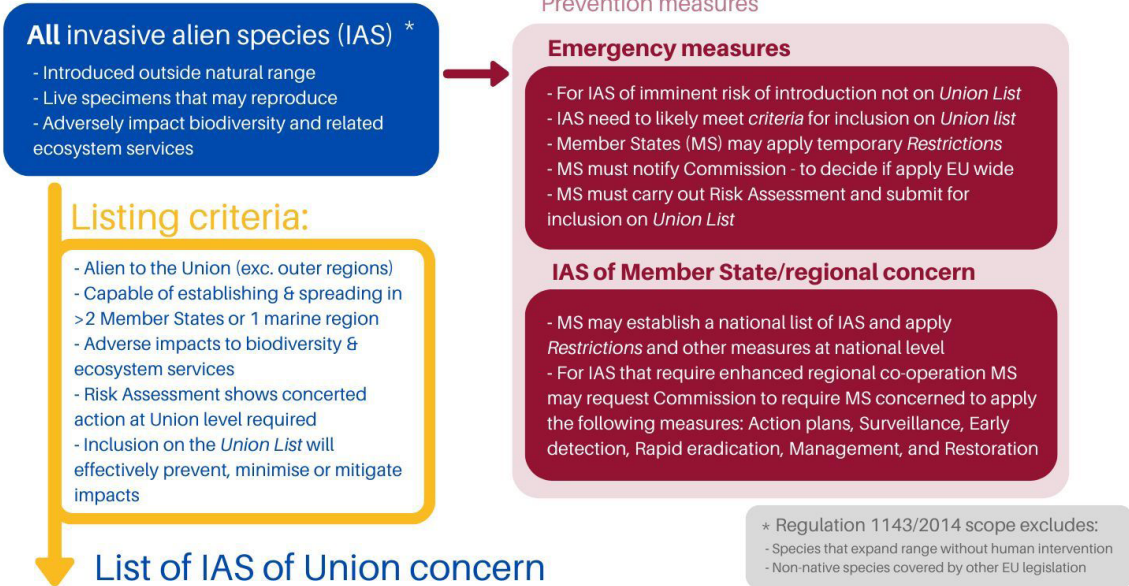 All invasive alien species (IAS) *
- Introduced outside natural range
- Live specimens that may reproduce
- Adversely impact biodiversity and related
ecosystem services
Listing criteria:
- Alien to the Union (exc. outer regions)
- Capable of establishing & spreading in
>2 Member States or 1 marine region
- Adverse impacts to biodiversity &
ecosystem services
- Risk Assessment shows concerted
action at Union level required
- Inclusion on the Union List will
effectively prevent, minimise or mitigate
impacts
List of IAS of Union concern
Prevention measures
Emergency measures
- For IAS of imminent risk of introduction not on Union List
- IAS need to likely meet criteria for inclusion on Union list
- Member States (MS) may apply temporary Restrictions
- MS must notify Commission - to decide if apply EU wide
- MS must carry out Risk Assessment and submit for
inclusion on Union List
IAS of Member State/regional concern
- MS may establish a national list of IAS and apply
Restrictions and other measures at national level
- For IAS that require enhanced regional co-operation MS
may request Commission to require MS concerned to apply
the following measures: Action plans, Surveillance, Early
detection, Rapid eradication, Management, and Restoration
* Regulation 1143/2014 scope excludes:
- Species that expand range without human intervention
- Non-native species covered by other EU legislation